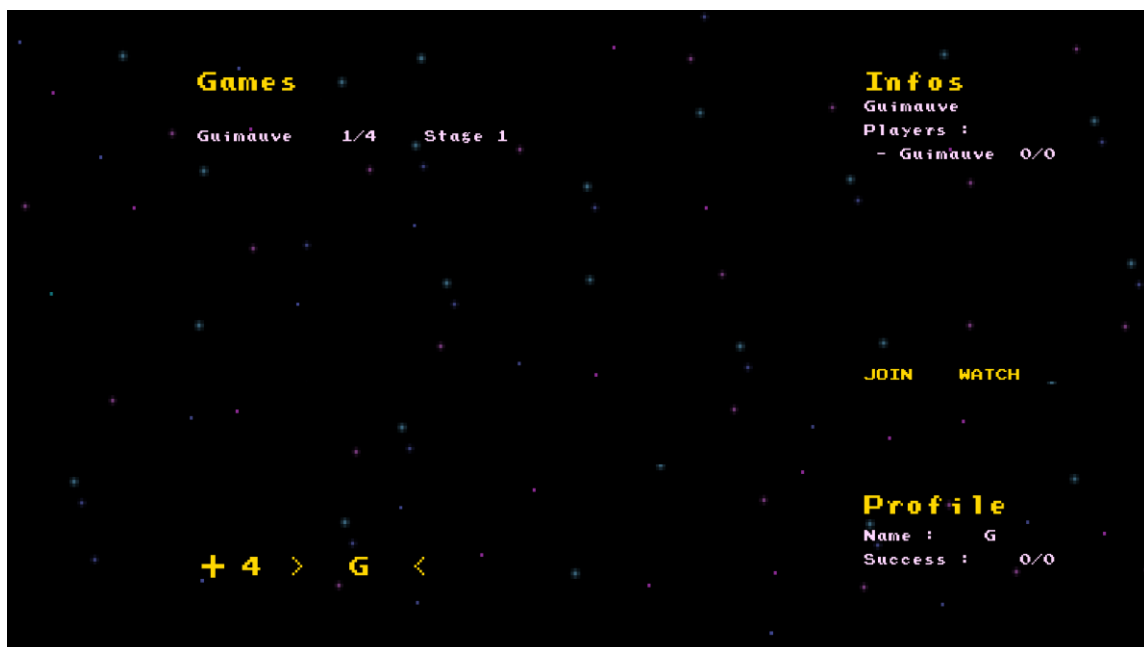 Games
Guimauve 1/4 Stage 1
+ 4 > G <
Infos
Guimauve
Players :
- Guimauve 0/0
JOIN WATCH
Profile
Name : G
Success : 0/0